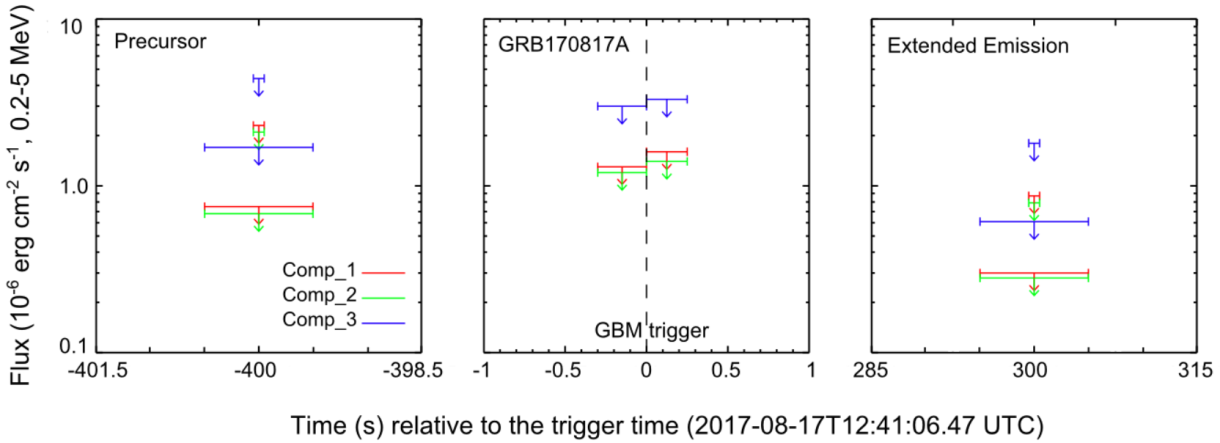 Flux (10-6 erg cm-2 s-1, 0.2-5 MeV)
10
1.0
0.1
Precursor
Comp_1
Comp_2
Comp_3
-401.5
-400
-398.5
GRB170817A
GBM trigger
-1
-0.5
0
0.5
1
Extended Emission
285
300
315
Time (s) relative to the trigger time (2017-08-17T12:41:06.47 UTC)